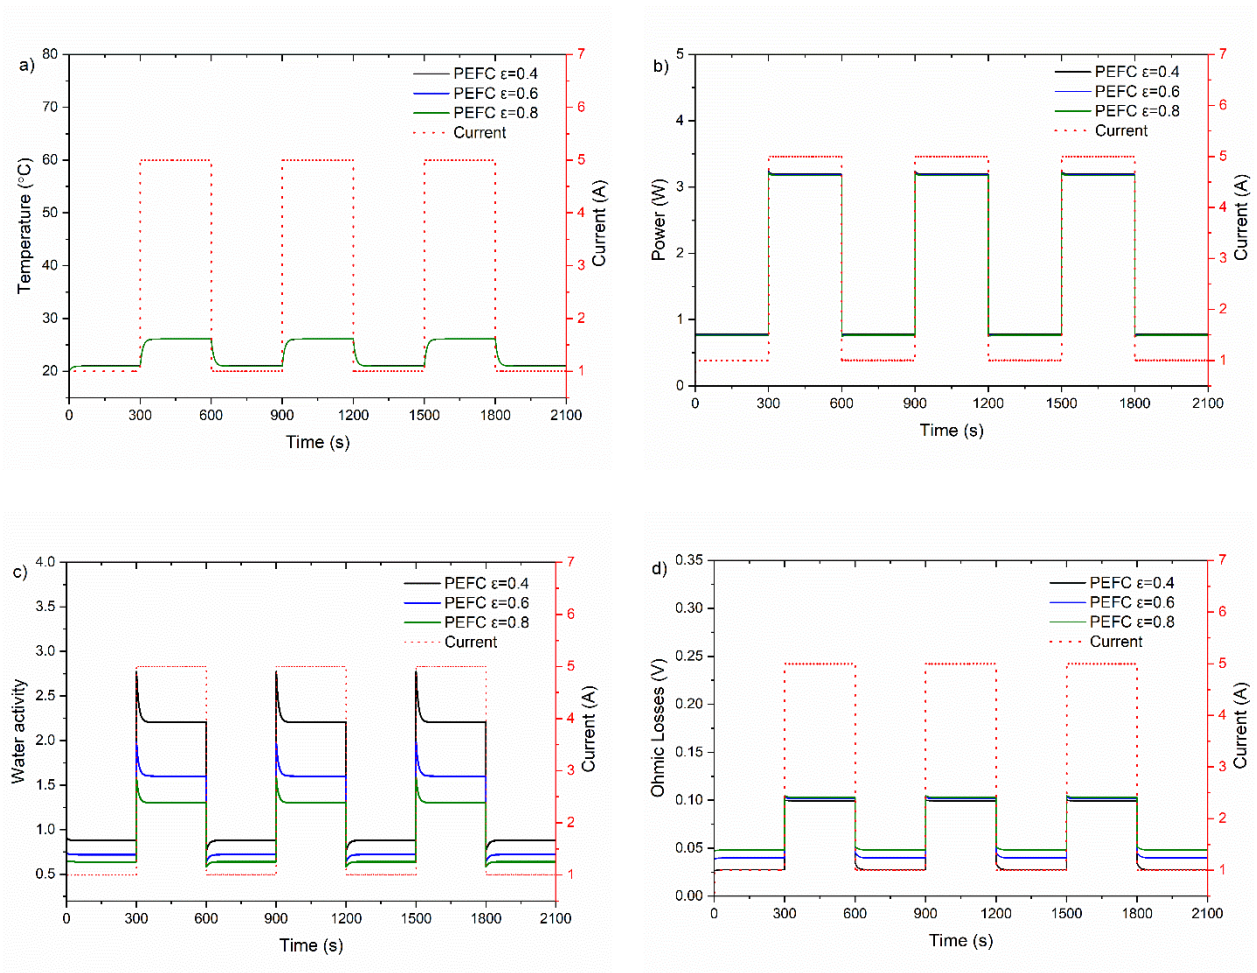 a)
80
70
60
50
40
30
20
Temperature (°C)
PEFC ε=0.4
PEFC ε=0.6
PEFC ε=0.8
Current
7
6
5
4
3
2
1
Current (A)
0 300 600 900 1200 1500 1800 2100
Time (s)
b)
5
4
3
2
1
0
Power (W)
PEFC ε=0.4
PEFC ε=0.6
PEFC ε=0.8
Current
7
6
5
4
3
2
1
Current (A)
0 300 600 900 1200 1500 1800 2100
Time (s)
c)
4.0
3.5
3.0
2.5
2.0
1.5
1.0
0.5
Water activity
PEFC ε=0.4
PEFC ε=0.6
PEFC ε=0.8
Current
7
6
5
4
3
2
1
Current (A)
0 300 600 900 1200 1500 1800 2100
Time (s)
d)
0.35
0.30
0.25
0.20
0.15
0.10
0.05
0.00
Ohmic Losses (V)
PEFC ε=0.4
PEFC ε=0.6
PEFC ε=0.8
Current
7
6
5
4
3
2
1
Current (A)
0 300 600 900 1200 1500 1800 2100
Time (s)